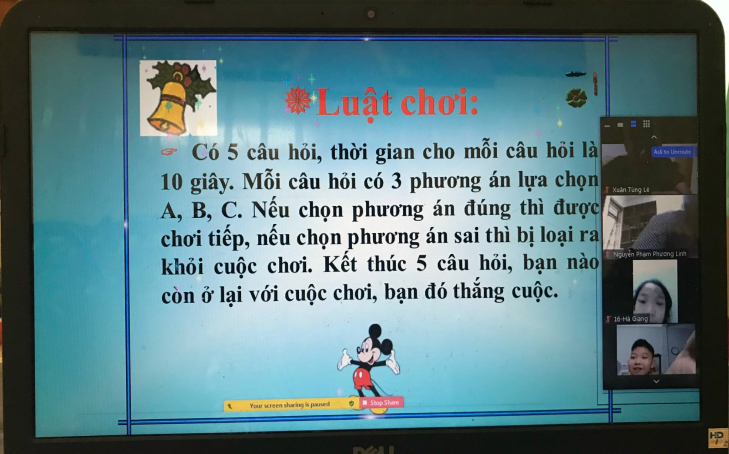 Luật chơi:
Có 5 câu hỏi, thời gian cho mỗi câu hỏi là
10 giây. Mỗi câu hỏi có 3 phương án lựa chọn
A, B, C. Nếu chọn phương án đúng thì được
chơi tiếp, nếu chọn phương án sai thì bị loại ra
khỏi cuộc chơi. Kết thúc 5 câu hỏi, bạn nào
còn ở lại với cuộc chơi, bạn đó thắng cuộc.
Ask to Unmute
Xuân Tùng Lê
Nguyễn Phạm Phương Linh
16-Hà Giang
Your screen sharing is paused
Stop Share
DELL
HD